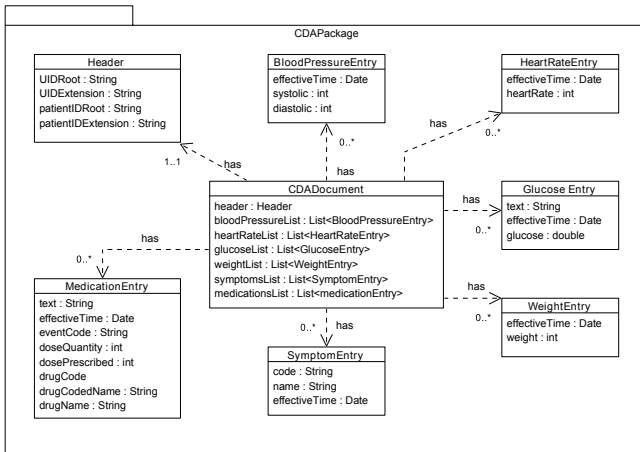 CDAPackage
Header
UIDRoot : String
UIDExtension : String
patientIDRoot : String
patientIDExtension : String
BloodPressureEntry
effectiveTime : Date
systolic : int
diastolic : int
HeartRateEntry
effectiveTime : Date
heartRate : int
has
0..*
0..*
1..1
has
has
CDADocument
header : Header
bloodPressureList : List<BloodPressureEntry>
heartRateList : List<HeartRateEntry>
glucoseList : List<GlucoseEntry>
weightList : List<WeightEntry>
symptomsList : List<SymptomEntry>
medicationsList : List<medicationEntry>
has
0..*
Glucose Entry
text : String
effectiveTime : Date
glucose : double
has
0..*
MedicationEntry
text : String
effectiveTime : Date
eventCode : String
doseQuantity : int
dosePrescribed : int
drugCode
drugCodedName : String
drugName : String
has
0..*
WeightEntry
effectiveTime : Date
weight : int
0..*
has
SymptomEntry
code : String
name : String
effectiveTime : Date